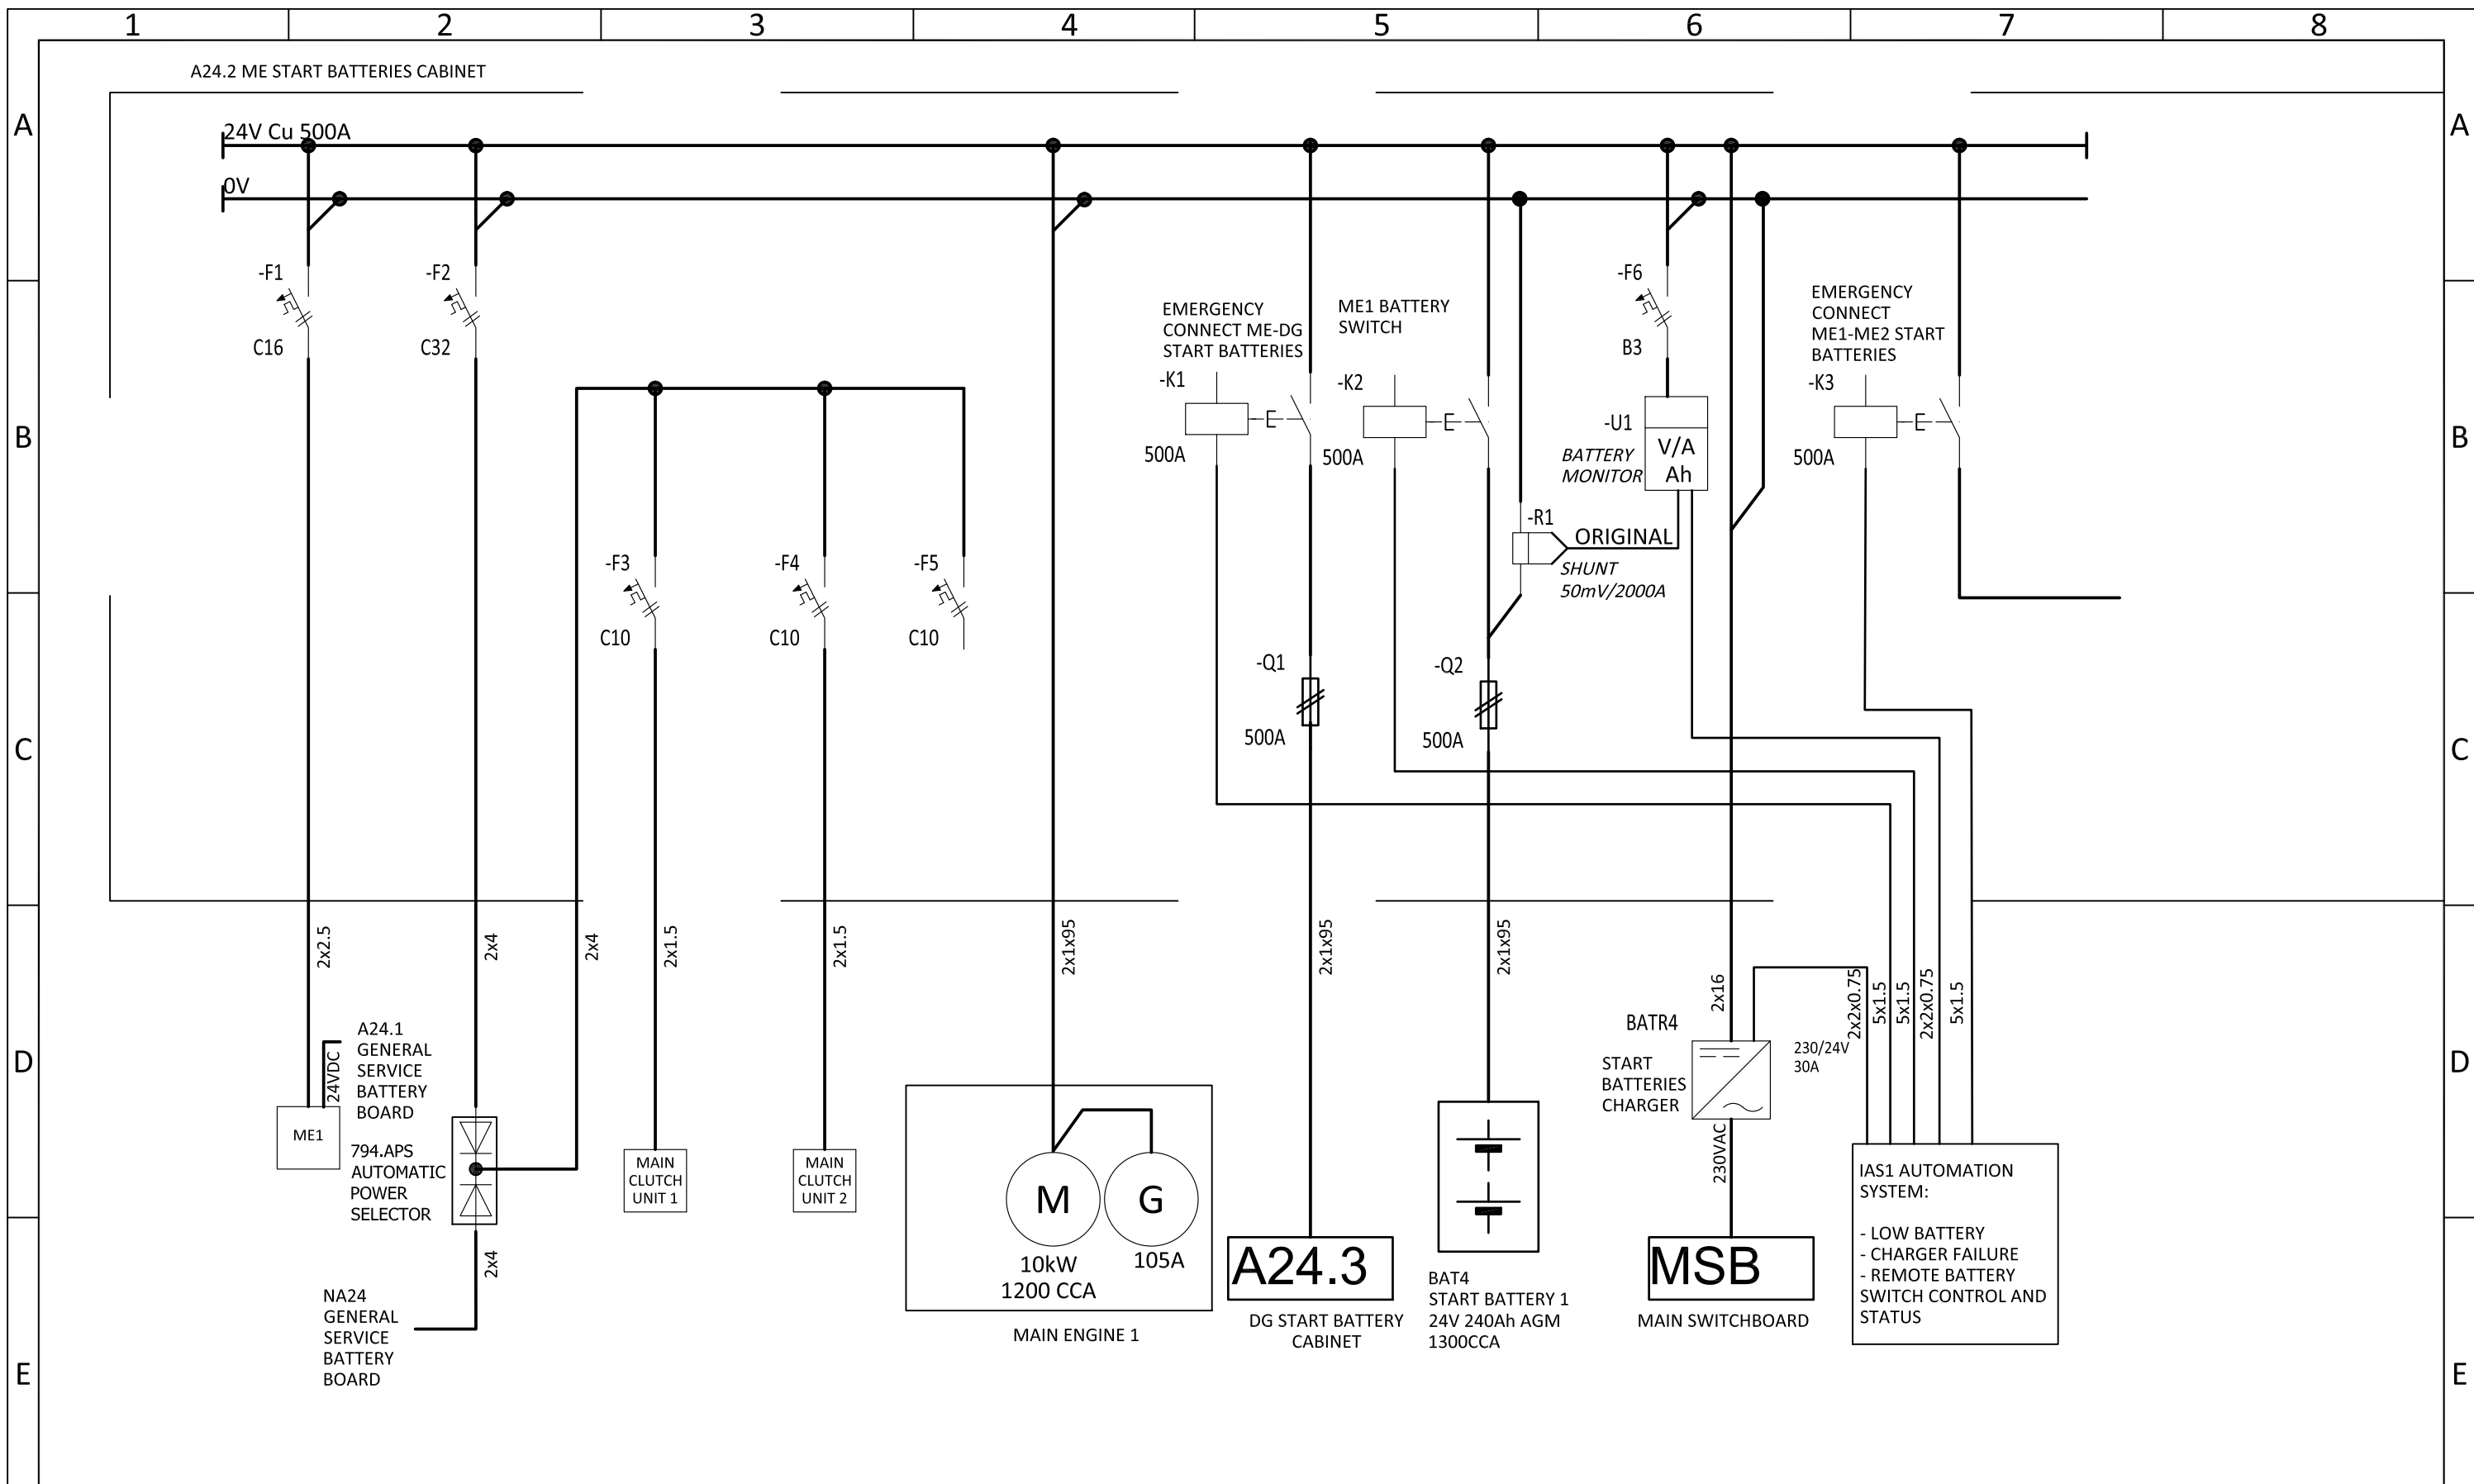 1 2 3 4 5 6 7 8
A24.2 ME START BATTERIES CABINET
A A
24V Cu 500A
0V
-F1
C16
-F2
C32
-F6
B3
EMERGENCY
CONNECT ME-DG
START BATTERIES
-K1
500A
ME1 BATTERY
SWITCH
-K2
500A
EMERGENCY
CONNECT
ME1-ME2 START
BATTERIES
-K3
500A
B B
-U1
V/A
Ah
BATTERY
MONITOR
-R1
ORIGINAL
SHUNT
50mV/2000A
-F3
C10
-F4
C10
-F5
C10
-Q1
500A
-Q2
500A
C C
2x2.5
2x4
2x4
2x1.5
2x1.5
2x1x95
2x1x95
2x1x95
2x16
2x2x0.75
5x1.5
5x1.5
2x2x0.75
5x1.5
D D
A24.1
GENERAL
SERVICE
BATTERY
BOARD
24VDC
ME1
794.APS
AUTOMATIC
POWER
SELECTOR
2x4
NA24
GENERAL
SERVICE
BATTERY
BOARD
MAIN
CLUTCH
UNIT 1
MAIN
CLUTCH
UNIT 2
M
G
10kW
1200 CCA
105A
MAIN ENGINE 1
A24.3
DG START BATTERY
CABINET
BAT4
START BATTERY 1
24V 240Ah AGM
1300CCA
BATR4
START
BATTERIES
CHARGER
230/24V
30A
230VAC
MSB
MAIN SWITCHBOARD
IAS1 AUTOMATION
SYSTEM:
- LOW BATTERY
- CHARGER FAILURE
- REMOTE BATTERY
SWITCH CONTROL AND
STATUS
E E